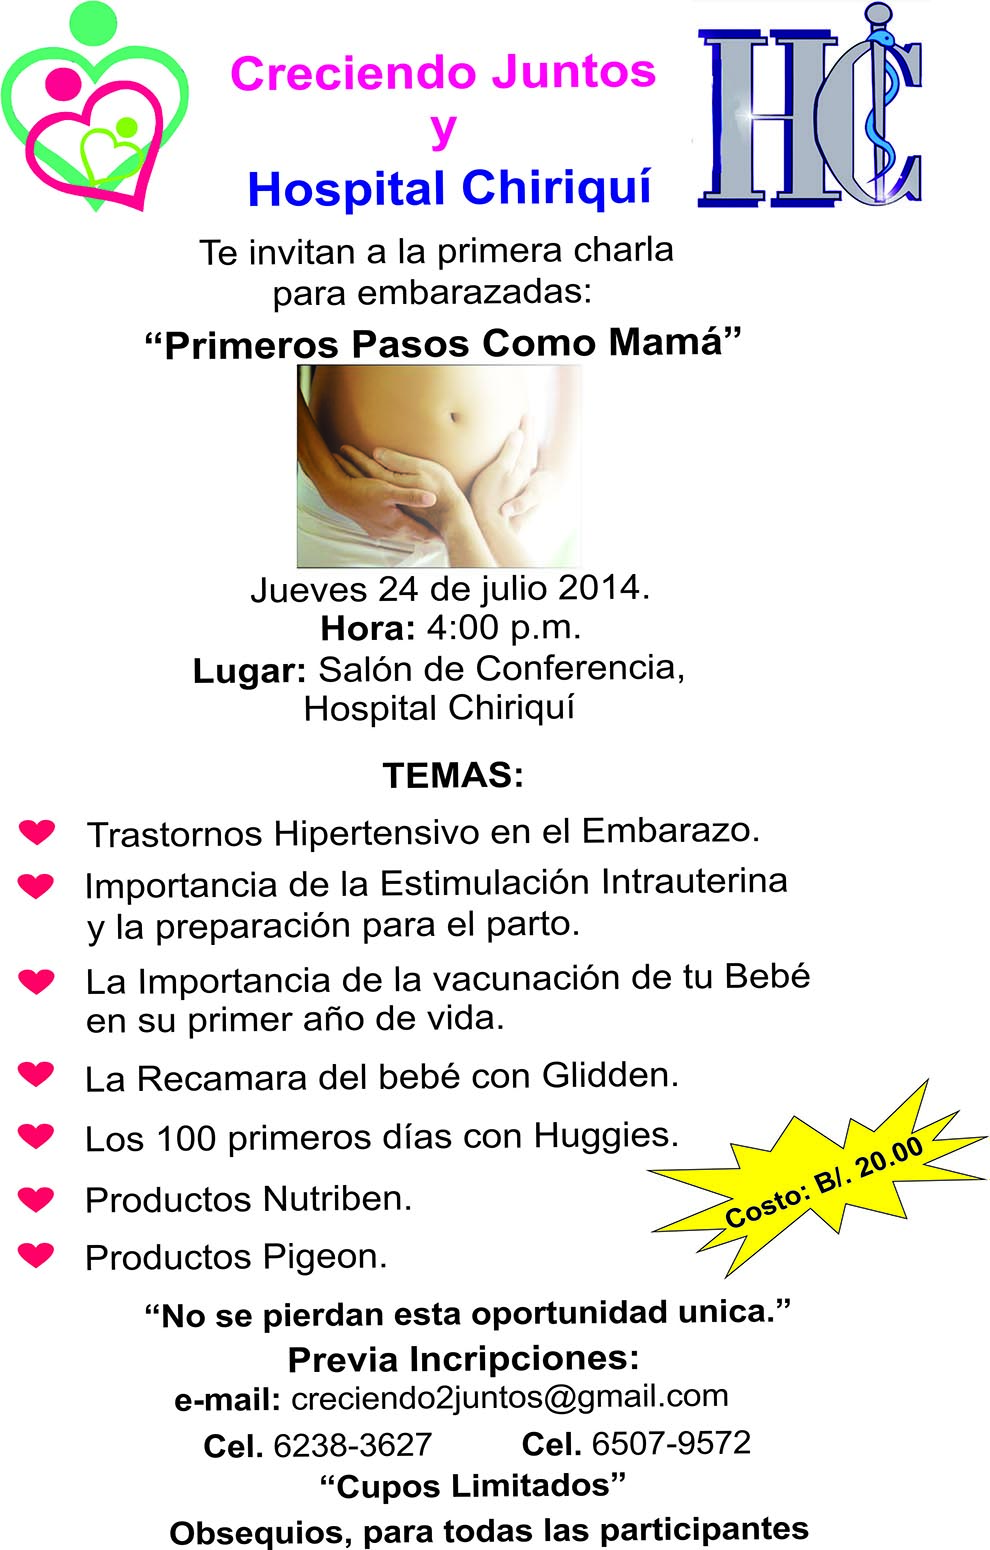 Creciendo Juntos
y
Hospital Chiriquí
HC
Te invitan a la primera charla
para embarazadas:
“Primeros Pasos Como Mamá”
Jueves 24 de julio 2014.
Hora: 4:00 p.m.
Lugar: Salón de Conferencia,
Hospital Chiriquí
TEMAS:
Trastornos Hipertensivo en el Embarazo.
Importancia de la Estimulación Intrauterina
y la preparación para el parto.
La Importancia de la vacunación de tu Bebé
en su primer año de vida.
La Recamara del bebé con Glidden.
Los 100 primeros días con Huggies.
Productos Nutriben.
Productos Pigeon.
Costo: B/. 20.00
“No se pierdan esta oportunidad unica.”
Previa Incripciones:
e-mail: creciendo2juntos@gmail.com
Cel. 6238-3627 Cel. 6507-9572
“Cupos Limitados”
Obsequios, para todas las participantes